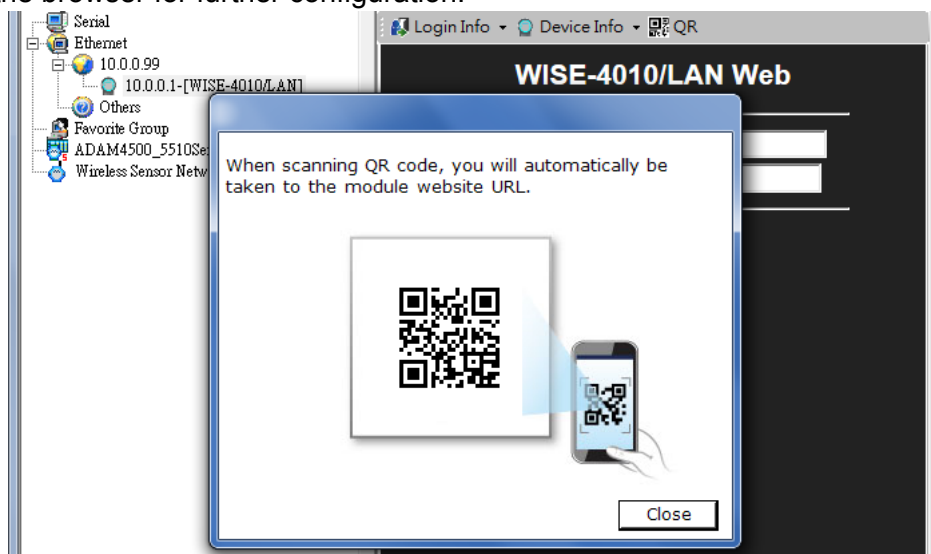 the browser for further configuration.
Serial
Ethernet
10.0.0.99
10.0.0.1-[WISE-4010/LAN]
Others
Favorite Group
ADAM4500_5510Se
Wireless Sensor Netw
Login Info
Device Info
QR
WISE-4010/LAN Web
When scanning QR code, you will automatically be
taken to the module website URL.
Close